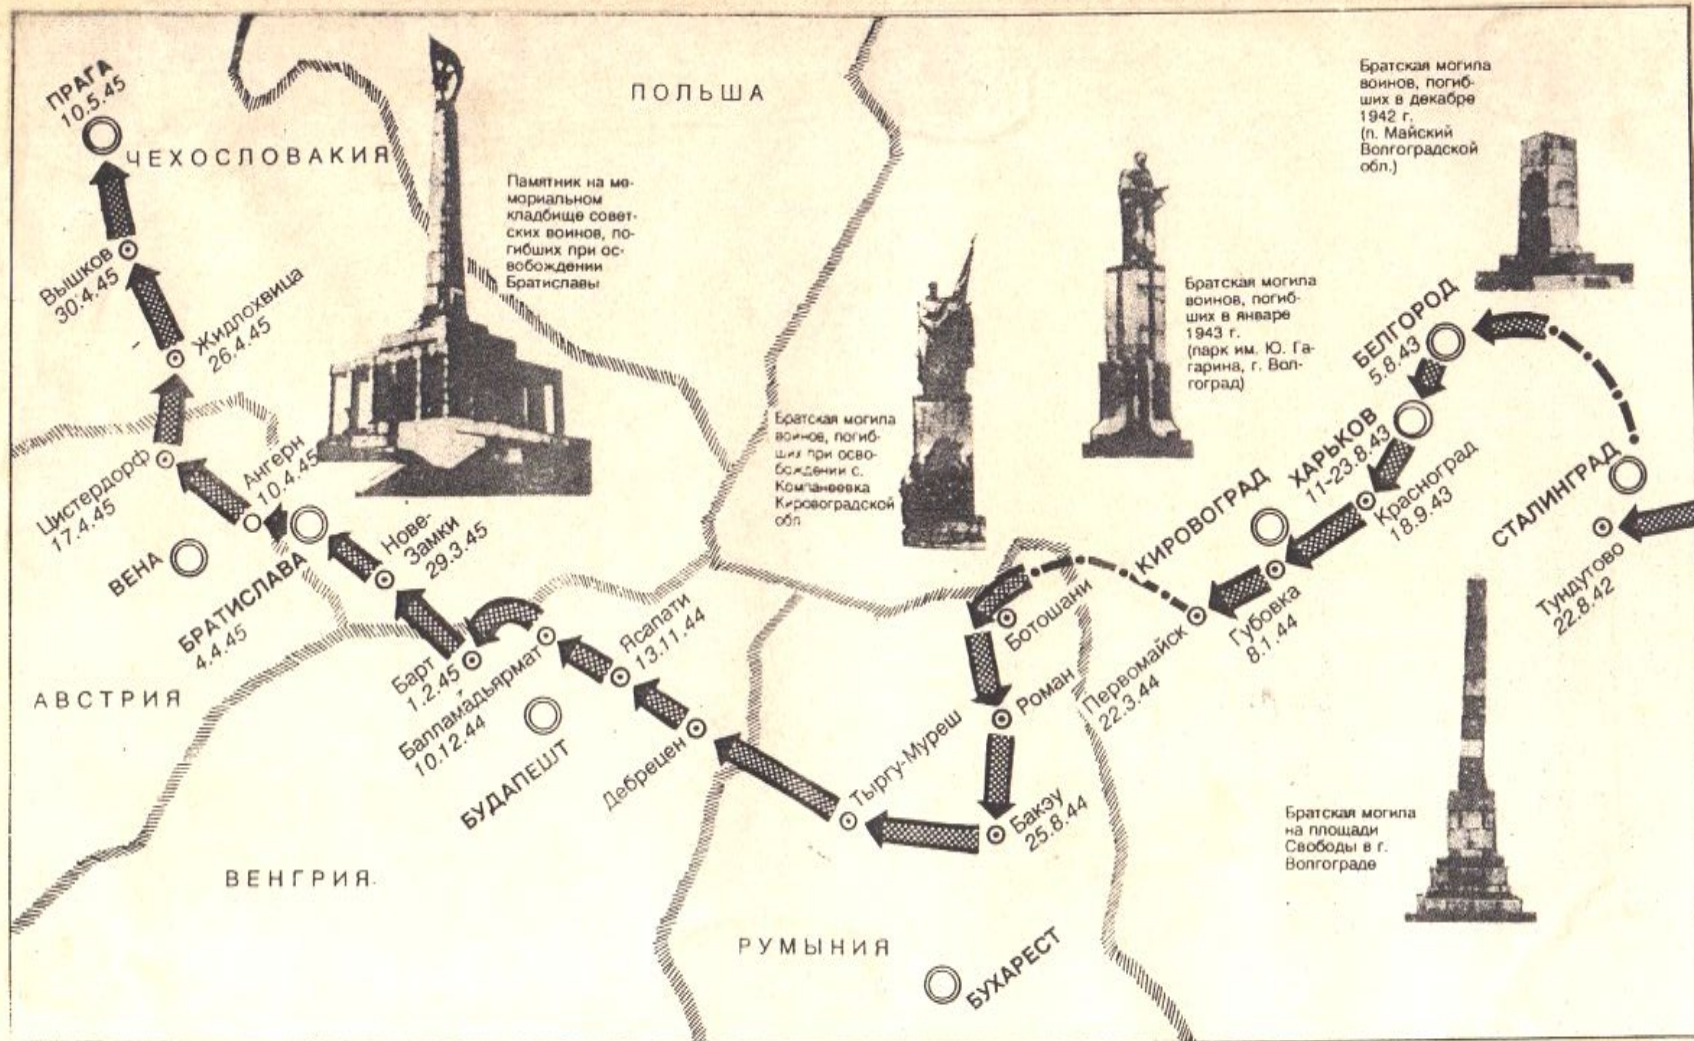 ПРАГА
10.5.45
ЧЕХОСЛОВАКИЯ
ПОЛЬША
Братская могила
воинов, погиб-
ших в декабре
1942 г.
(п. Майский
Волгоградской
обл.)
Памятник на ме-
мориальном
кладбище совет-
ских воинов, по-
гибших при ос-
вобождении
Братиславы
Вышков
30.4.45
Жидлохвица
26.4.45
Братская могила
воинов, погиб-
ших в январе
1943 г.
(парк им. Ю. Га-
гарина, г. Вол-
гоград)
БЕЛГОРОД
5.8.43
Братская могила
воинов, погиб-
ших при осво-
бождении с.
Компанеевка
Кировоградской
обл
ХАРЬКОВ
11-23.8.43
Красноград
18.9.43
СТАЛИНГРАД
Тундутово
22.8.42
КИРОВОГРАД
Губовка
8.1.44
Первомайск
22.3.44
Ботошани
Роман
Бакэу
25.8.44
Тыргу-Муреш
Дебрецен
Ясапати
13.11.44
Балламадьярмат
10.12.44
БУДАПЕШТ
Барт
1.2.45
Нове-
Замки
29.3.45
БРАТИСЛАВА
4.4.45
Ангерн
10.4.45
Цистердорф
17.4.45
ВЕНА
АВСТРИЯ
ВЕНГРИЯ
РУМЫНИЯ
БУХАРЕСТ
Братская могила
на площади
Свободы в г.
Волгограде